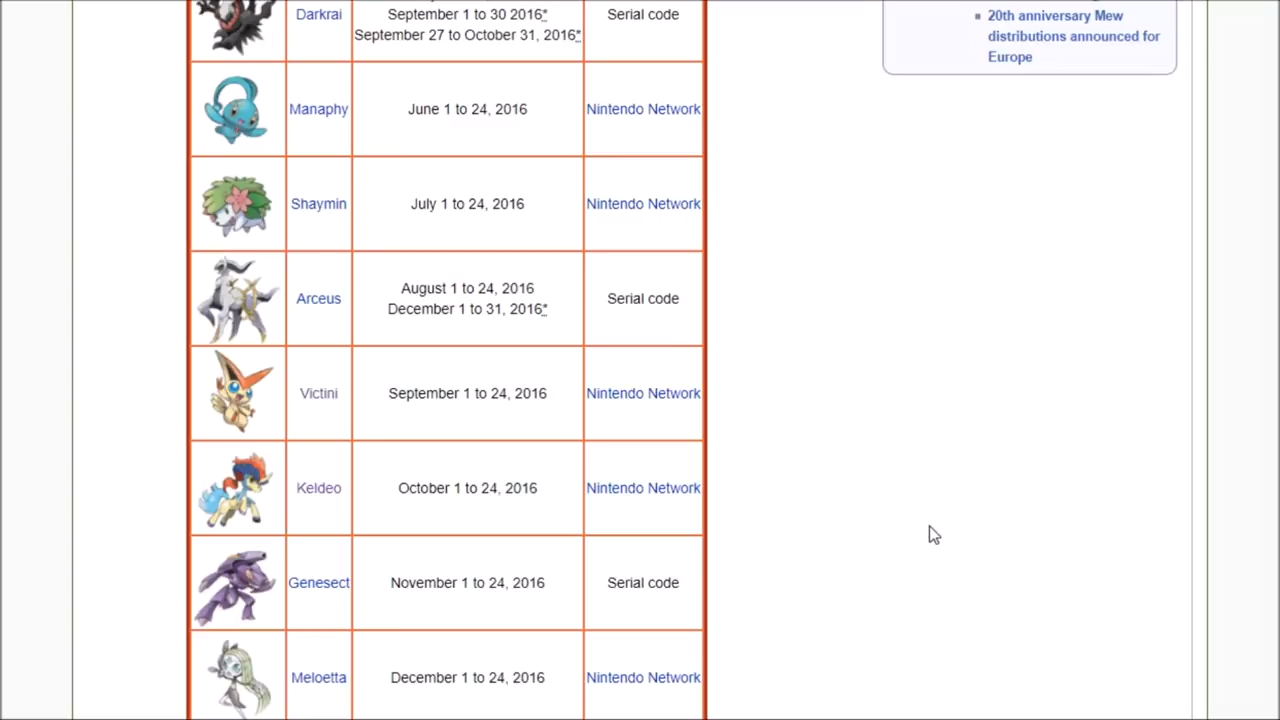 Darkrai
September 1 to 30 2016*
September 27 to October 31, 2016*
Serial code
Manaphy
June 1 to 24, 2016
Nintendo Network
Shaymin
July 1 to 24, 2016
Nintendo Network
Arceus
August 1 to 24, 2016
December 1 to 31, 2016*
Serial code
Victini
September 1 to 24, 2016
Nintendo Network
Keldeo
October 1 to 24, 2016
Nintendo Network
Genesect
November 1 to 24, 2016
Serial code
Meloetta
December 1 to 24, 2016
Nintendo Network
20th anniversary Mew
distributions announced for
Europe